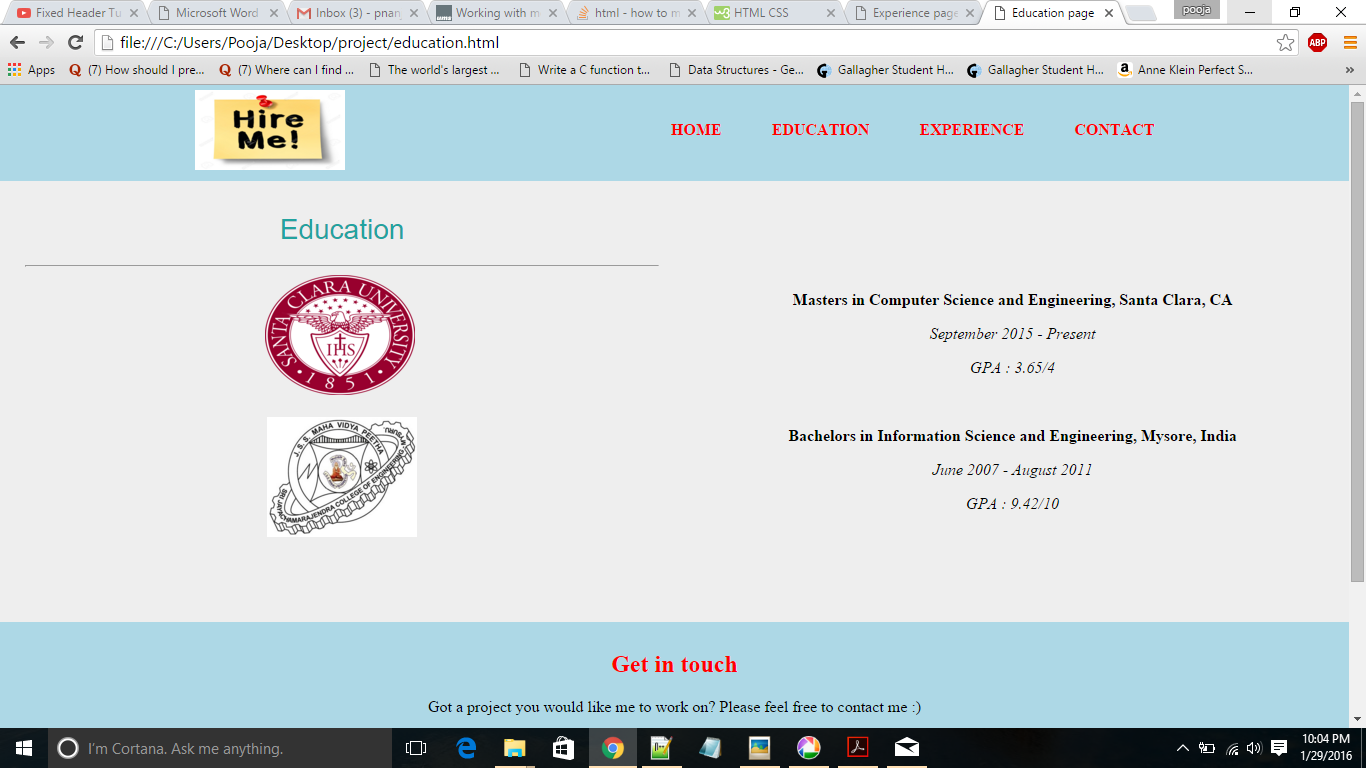 Fixed Header Tu
Microsoft Word
Inbox (3) - pnan
Working with m
html - how to m
HTML CSS
Experience page
Education page
pooja
file:///C:/Users/Pooja/Desktop/project/education.html
ABP
Apps
(7) How should I pre...
(7) Where can I find ...
The world's largest ...
Write a C function t...
Data Structures - Ge...
Gallagher Student H...
Gallagher Student H...
Anne Klein Perfect S...
»
Hire
Me!
HOME
EDUCATION
EXPERIENCE
CONTACT
Education
SANTA CLARA UNIVERSITY
IHS
1851
Masters in Computer Science and Engineering, Santa Clara, CA
September 2015 - Present
GPA : 3.65/4
J.S.S. MAHA VIDYA PEETHA
SRI JAYACHAMARAJENDRA COLLEGE OF ENGINEERING
Bachelors in Information Science and Engineering, Mysore, India
June 2007 - August 2011
GPA : 9.42/10
Get in touch
Got a project you would like me to work on? Please feel free to contact me :)
I'm Cortana. Ask me anything.
10:04 PM
1/29/2016